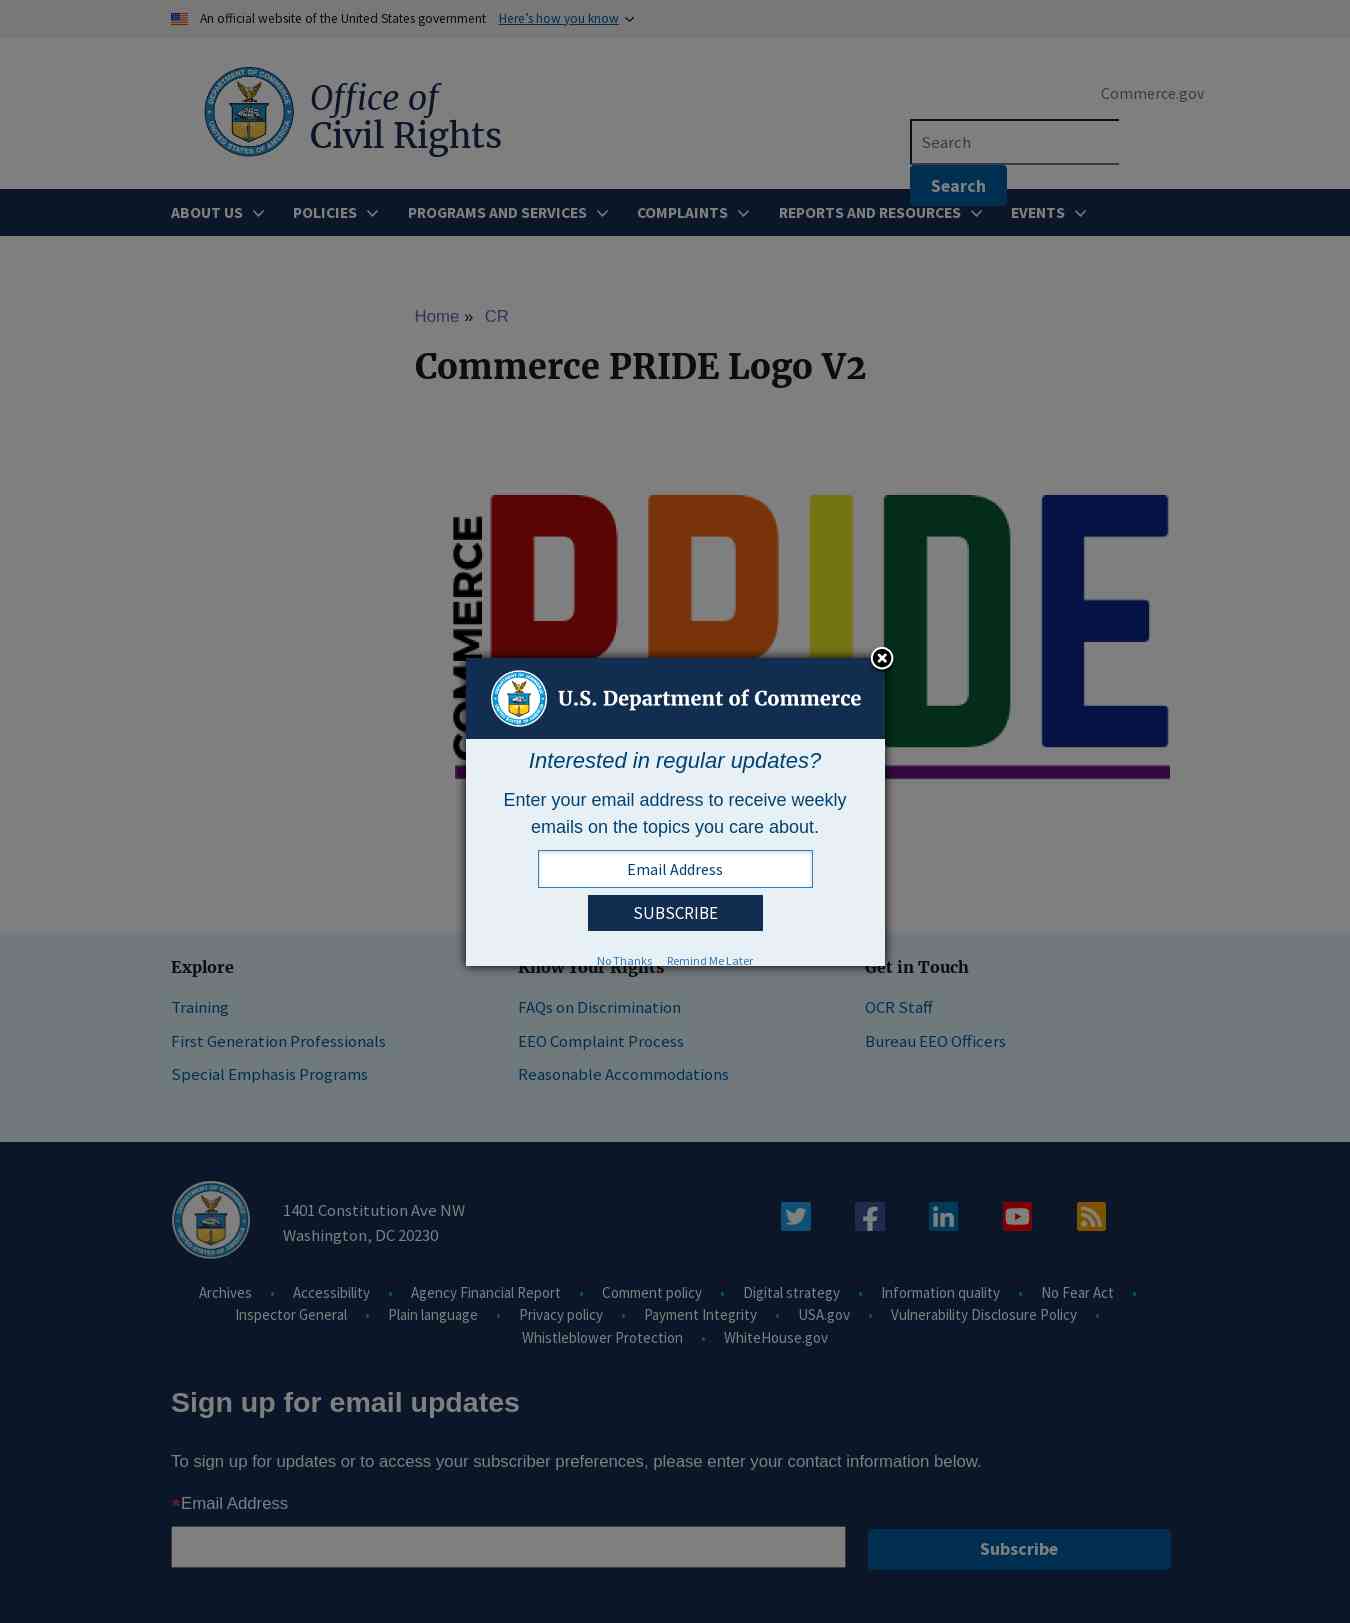 An official website of the United States government Here's how you know
Office of
Civil Rights
Commerce.gov
Search
Search
ABOUT US POLICIES PROGRAMS AND SERVICES COMPLAINTS REPORTS AND RESOURCES EVENTS
Home » CR
Commerce PRIDE Logo V2
COMMERCE
PRIDE
U.S. Department of Commerce
Interested in regular updates?
Enter your email address to receive weekly
emails on the topics you care about.
Email Address
SUBSCRIBE
No Thanks Remind Me Later
Explore
Training
First Generation Professionals
Special Emphasis Programs
Know Your Rights
FAQs on Discrimination
EEO Complaint Process
Reasonable Accommodations
Get in Touch
OCR Staff
Bureau EEO Officers
1401 Constitution Ave NW
Washington, DC 20230
Archives • Accessibility • Agency Financial Report • Comment policy • Digital strategy • Information quality • No Fear Act •
Inspector General • Plain language • Privacy policy • Payment Integrity • USA.gov • Vulnerability Disclosure Policy •
Whistleblower Protection • WhiteHouse.gov
Sign up for email updates
To sign up for updates or to access your subscriber preferences, please enter your contact information below.
*Email Address
Subscribe